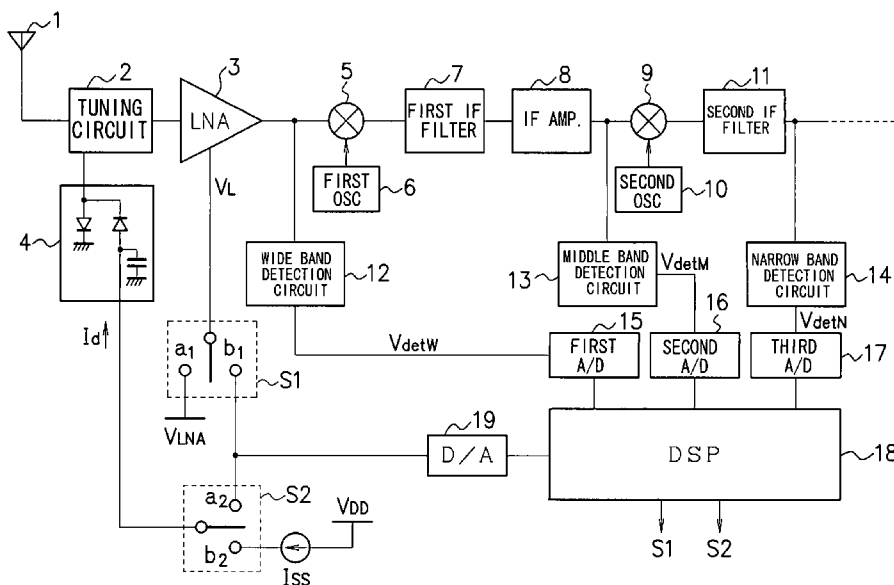 1
2
3
5
7
8
9
11
TUNING
CIRCUIT
LNA
FIRST IF
FILTER
IF AMP.
SECOND IF
FILTER
4
VL
FIRST
OSC
6
SECOND
OSC
10
WIDE BAND
DETECTION
CIRCUIT
12
13
MIDDLE BAND
DETECTION
CIRCUIT
VdetM
NARROW BAND
DETECTION
CIRCUIT
14
Id
a1
b1
S1
VLNA
VdetW
15
FIRST
A/D
16
SECOND
A/D
VdetN
THIRD
A/D
17
19
D/A
DSP
18
a2
b2
S2
VDD
ISS
S1
S2